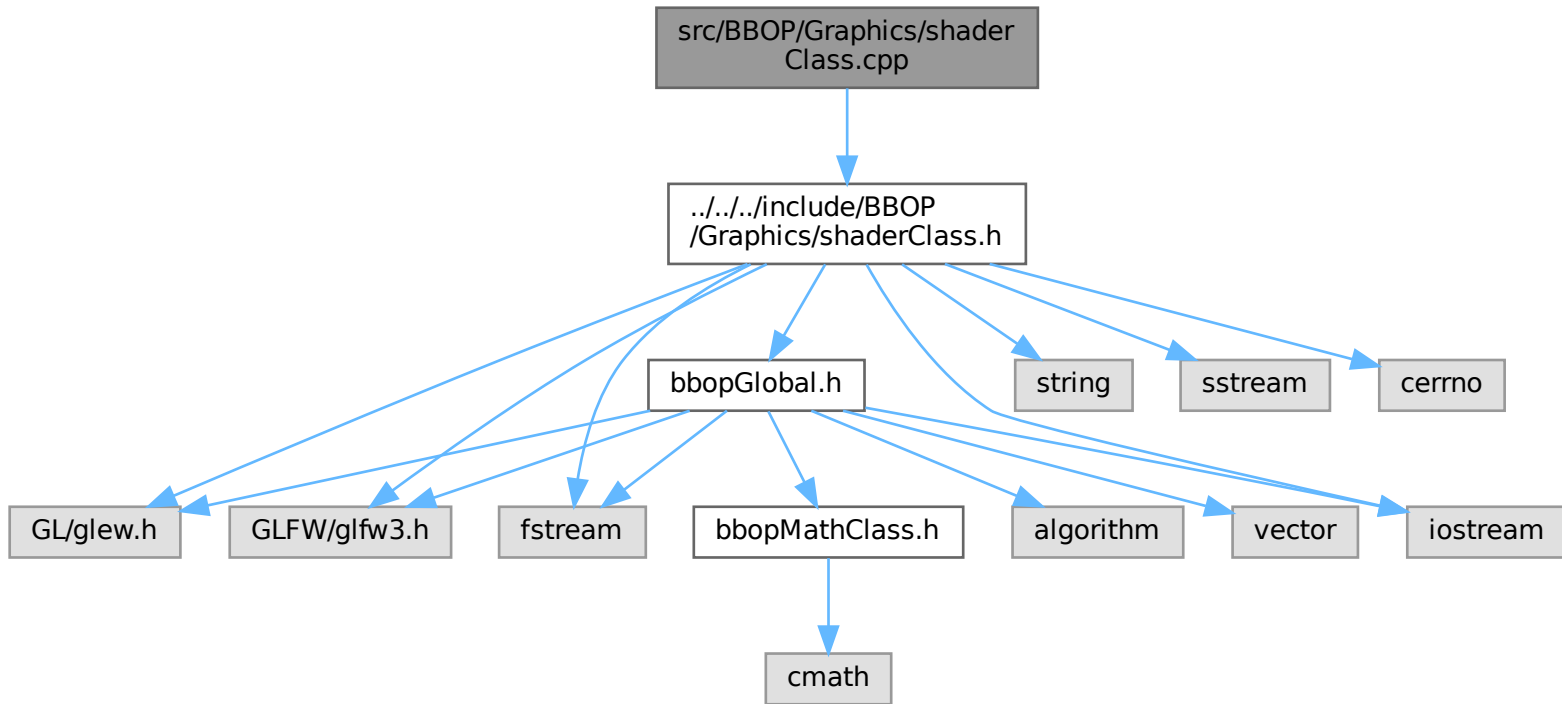 src/BBOP/Graphics/shader
Class.cpp
../../../include/BBOP
/Graphics/shaderClass.h
bbopGlobal.h
string
sstream
cerrno
GL/glew.h
GLFW/glfw3.h
fstream
bbopMathClass.h
algorithm
vector
iostream
cmath